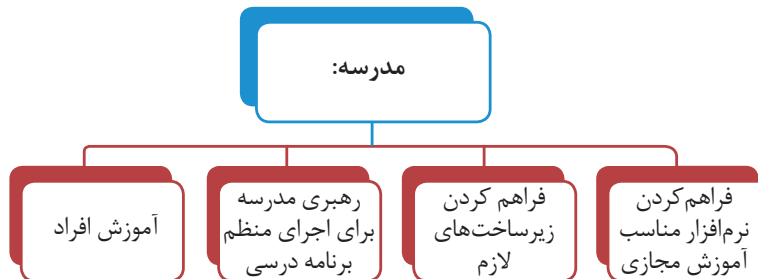 مدرسه:
فراهم‌کردن
نرم‌افزار مناسب
آموزش مجازی
فراهم کردن
زیرساخت‌های
لازم
رهبری مدرسه
برای اجرای منظم
برنامه درسی
آموزش افراد